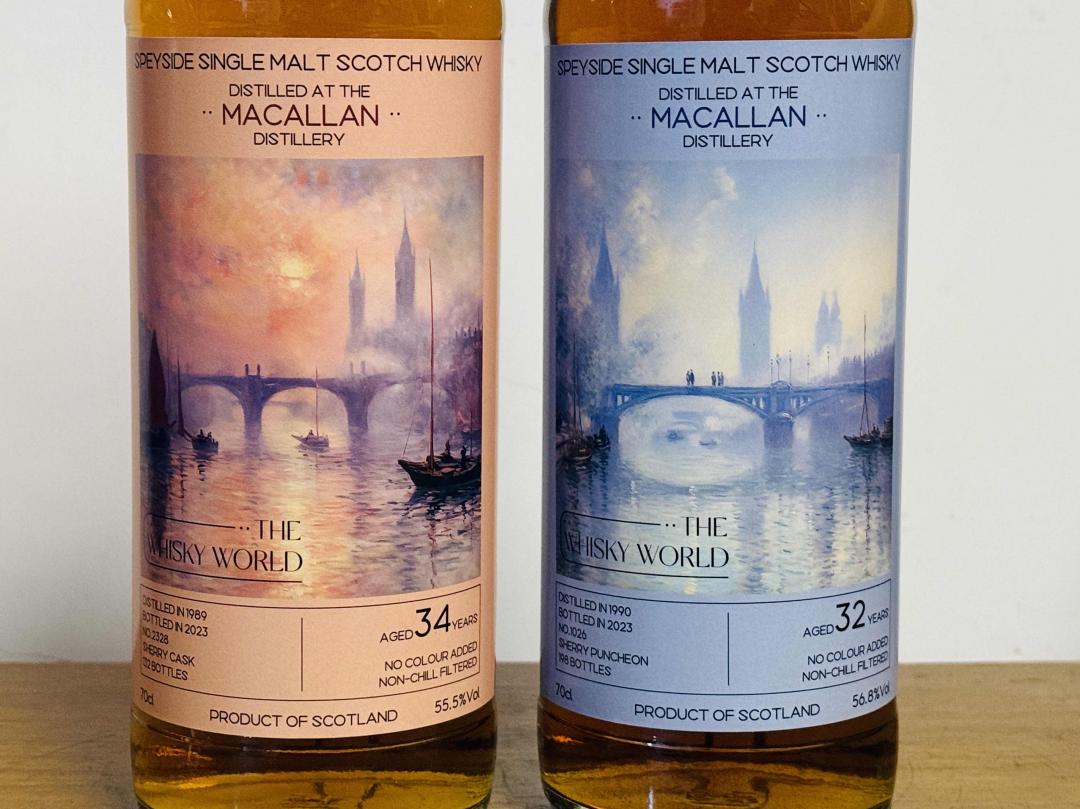 SPEYSIDE SINGLE MALT SCOTCH WHISKY
DISTILLED AT THE
·· MACALLAN ··
DISTILLERY
·· THE
WHISKY WORLD
DISTILLED IN 1989
BOTTLED IN 2023
NO.2328
SHERRY CASK
132 BOTTLES
AGED 34 YEARS
NO COLOUR ADDED
NON-CHILL FILTERED
70cl
PRODUCT OF SCOTLAND
55.5%Vol
SPEYSIDE SINGLE MALT SCOTCH WHISKY
DISTILLED AT THE
·· MACALLAN ··
DISTILLERY
·· THE
WHISKY WORLD
DISTILLED IN 1990
BOTTLED IN 2023
NO.1026
SHERRY PUNCHEON
198 BOTTLES
AGED 32 YEARS
NO COLOUR ADDED
NON-CHILL FILTERED
70cl
PRODUCT OF SCOTLAND
56.8%Vol